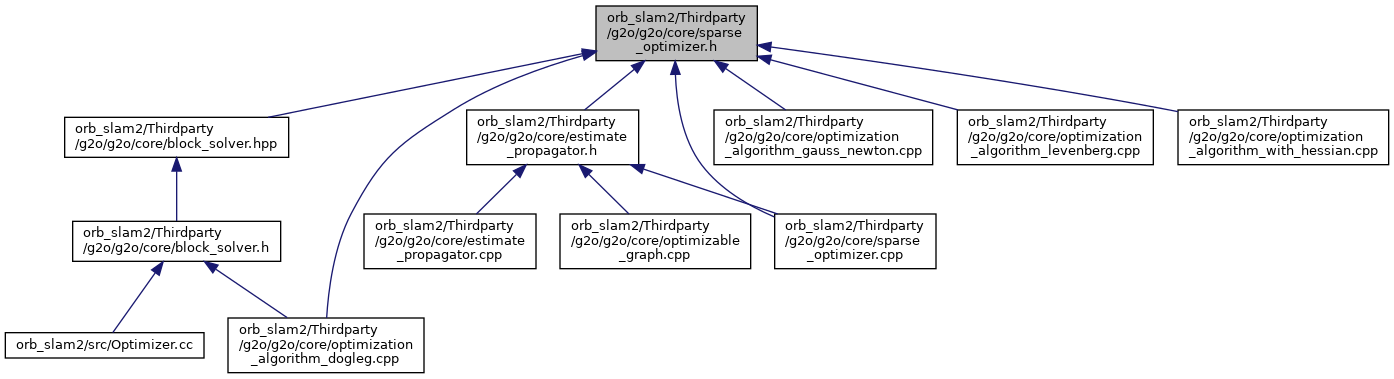 orb_slam2/Thirdparty
/g2o/g2o/core/sparse
_optimizer.h
orb_slam2/Thirdparty
/g2o/g2o/core/block_solver.hpp
orb_slam2/Thirdparty
/g2o/g2o/core/estimate
_propagator.h
orb_slam2/Thirdparty
/g2o/g2o/core/optimization
_algorithm_gauss_newton.cpp
orb_slam2/Thirdparty
/g2o/g2o/core/optimization
_algorithm_levenberg.cpp
orb_slam2/Thirdparty
/g2o/g2o/core/optimization
_algorithm_with_hessian.cpp
orb_slam2/Thirdparty
/g2o/g2o/core/block_solver.h
orb_slam2/Thirdparty
/g2o/g2o/core/estimate
_propagator.cpp
orb_slam2/Thirdparty
/g2o/g2o/core/optimizable
_graph.cpp
orb_slam2/Thirdparty
/g2o/g2o/core/sparse
_optimizer.cpp
orb_slam2/src/Optimizer.cc
orb_slam2/Thirdparty
/g2o/g2o/core/optimization
_algorithm_dogleg.cpp